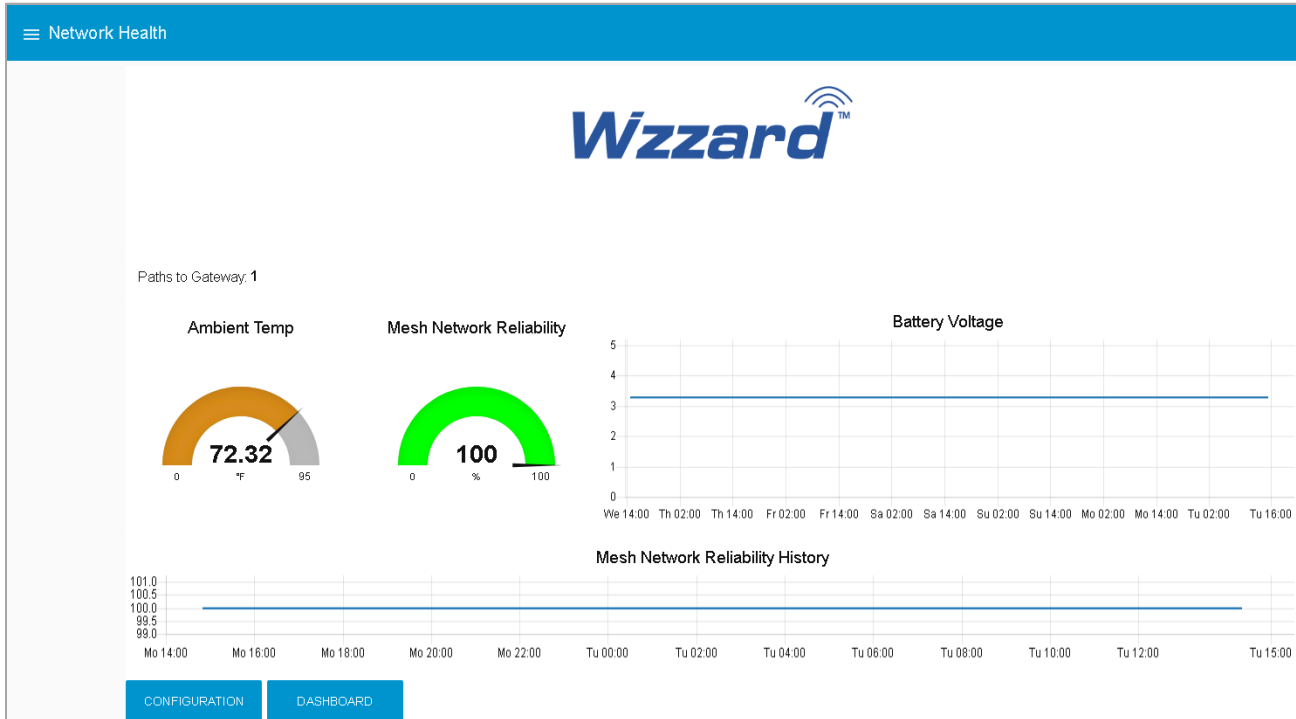 Network Health
Wzzard™
Paths to Gateway: 1
Ambient Temp
72.32
0 °F 95
Mesh Network Reliability
100
0 % 100
Battery Voltage
5
4
3
2
1
0
We 14:00 Th 02:00 Th 14:00 Fr 02:00 Fr 14:00 Sa 02:00 Sa 14:00 Su 02:00 Su 14:00 Mo 02:00 Mo 14:00 Tu 02:00 Tu 16:00
Mesh Network Reliability History
101.0
100.5
100.0
99.5
99.0
Mo 14:00 Mo 16:00 Mo 18:00 Mo 20:00 Mo 22:00 Tu 00:00 Tu 02:00 Tu 04:00 Tu 06:00 Tu 08:00 Tu 10:00 Tu 12:00 Tu 15:00
CONFIGURATION DASHBOARD